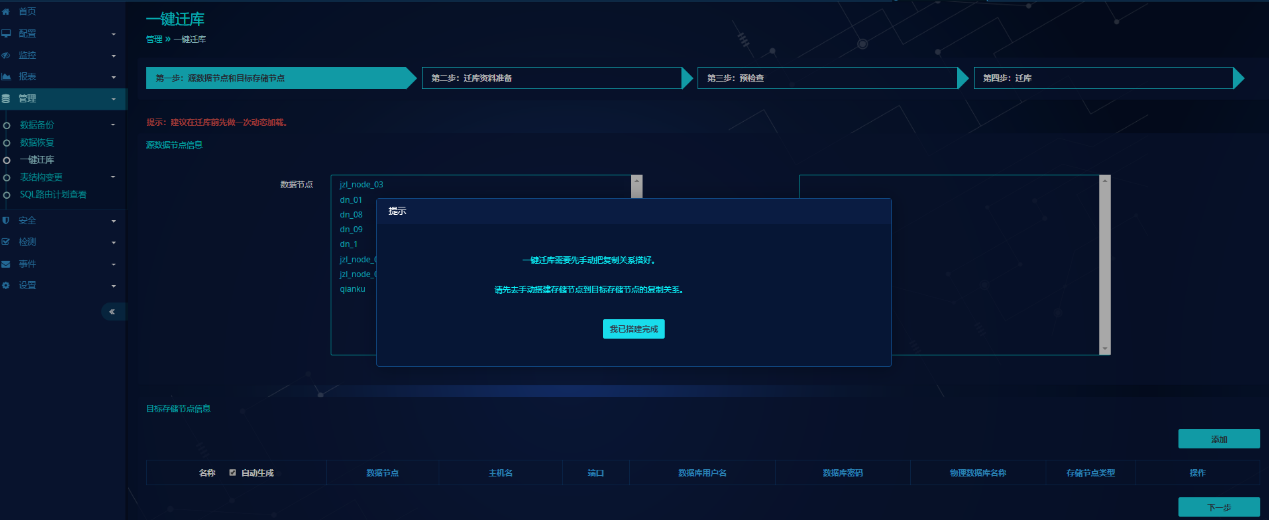 首页
配置
监控
报表
管理
数据备份
数据恢复
一键迁库
表结构变更
SQL路由计划查看
安全
检测
事件
设置
一键迁库
管理 » 一键迁库
第一步：源数据节点和目标存储节点
第二步：迁库资料准备
第三步：预检查
第四步：迁库
提示：建议在迁库前先做一次动态加载。
源数据节点信息
数据节点
jzl_node_03
dn_01
dn_08
dn_09
dn_1
jzl_node_
jzl_node_
qianku
提示
一键迁库需要先手动把复制关系搭好。
请先去手动搭建存储节点到目标存储节点的复制关系。
我已搭建完成
目标存储节点信息
添加
名称 自动生成 数据节点 主机名 端口 数据库用户名 数据库密码 物理数据库名称 存储节点类型 操作
下一步